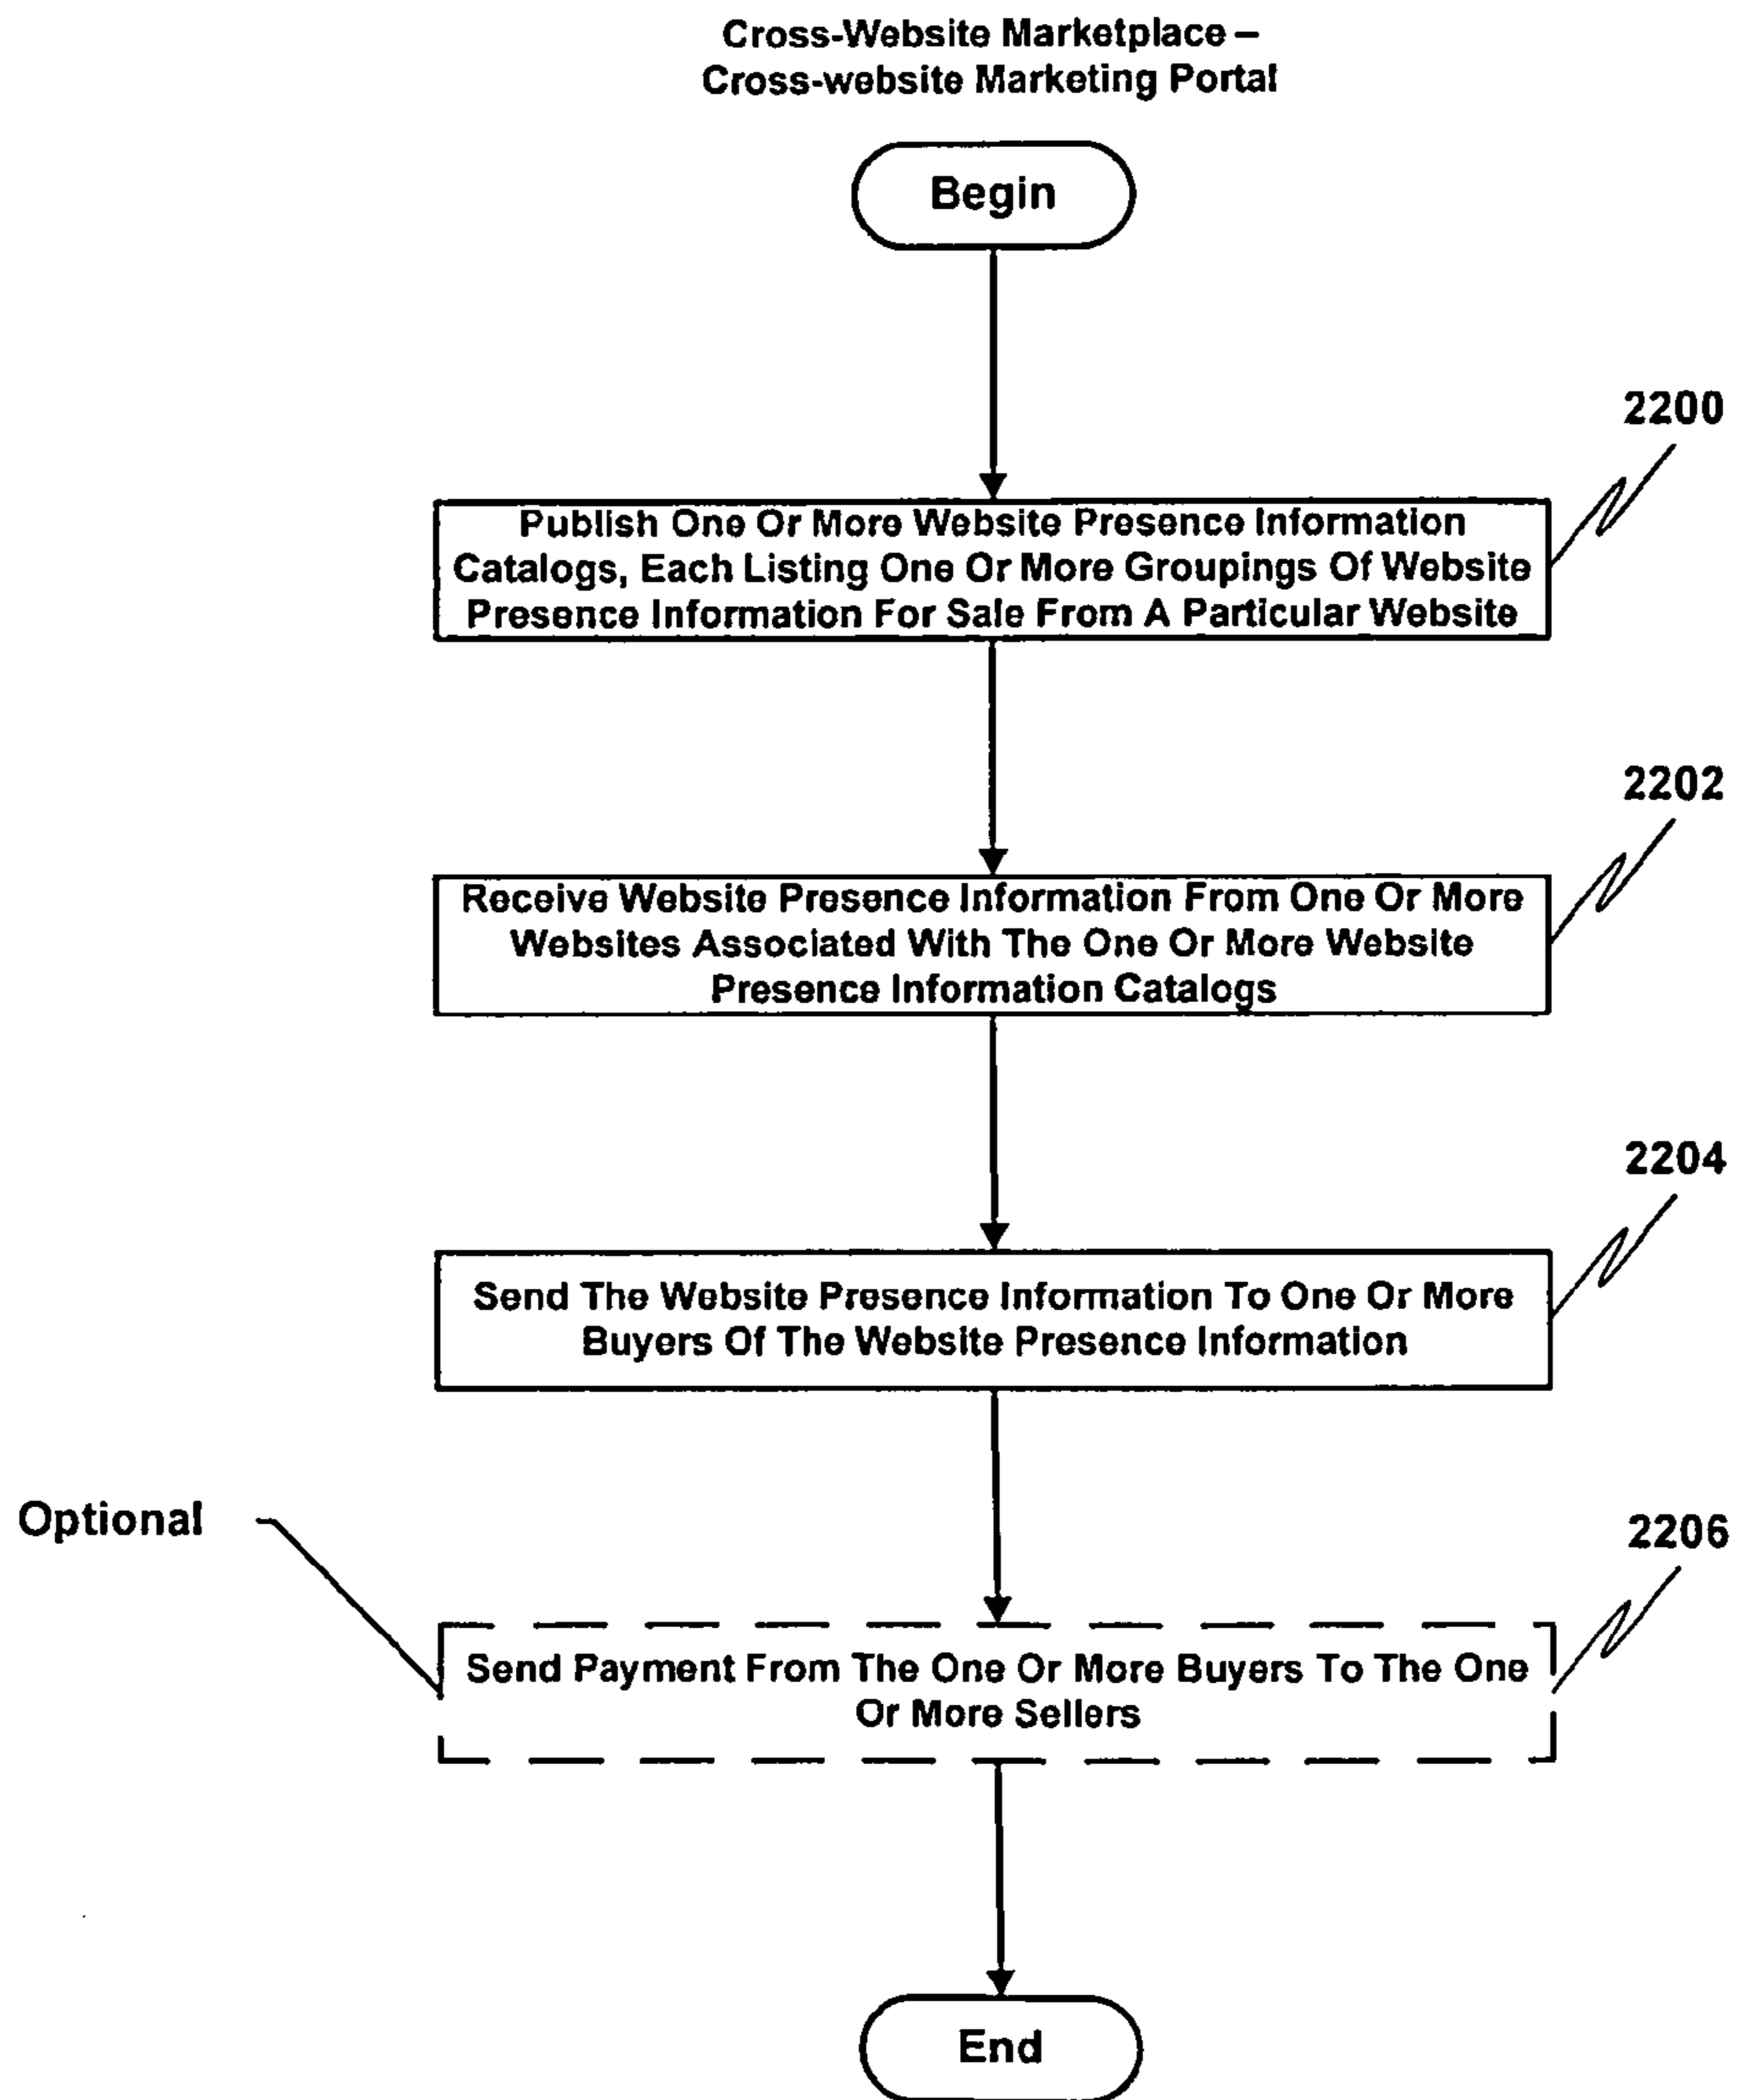 Cross-Website Marketplace –
Cross-website Marketing Portal
Begin
2200
Publish One Or More Website Presence Information
Catalogs, Each Listing One Or More Groupings Of Website
Presence Information For Sale From A Particular Website
2202
Receive Website Presence Information From One Or More
Websites Associated With The One Or More Website
Presence Information Catalogs
2204
Send The Website Presence Information To One Or More
Buyers Of The Website Presence Information
Optional
2206
Send Payment From The One Or More Buyers To The One
Or More Sellers
End